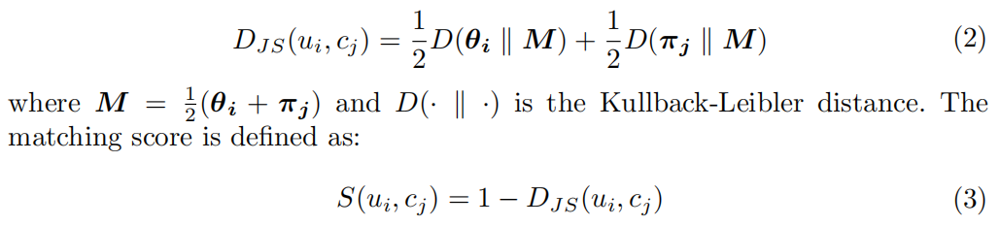 D_{JS}(u_i, c_j) = \frac{1}{2} D(\boldsymbol{\theta_i} \parallel \boldsymbol{M}) + \frac{1}{2} D(\boldsymbol{\pi_j} \parallel \boldsymbol{M}) (2)
where \boldsymbol{M} = \frac{1}{2}(\boldsymbol{\theta_i} + \boldsymbol{\pi_j}) and D(\cdot \parallel \cdot) is the Kullback-Leibler distance. The
matching score is defined as:
S(u_i, c_j) = 1 - D_{JS}(u_i, c_j) (3)